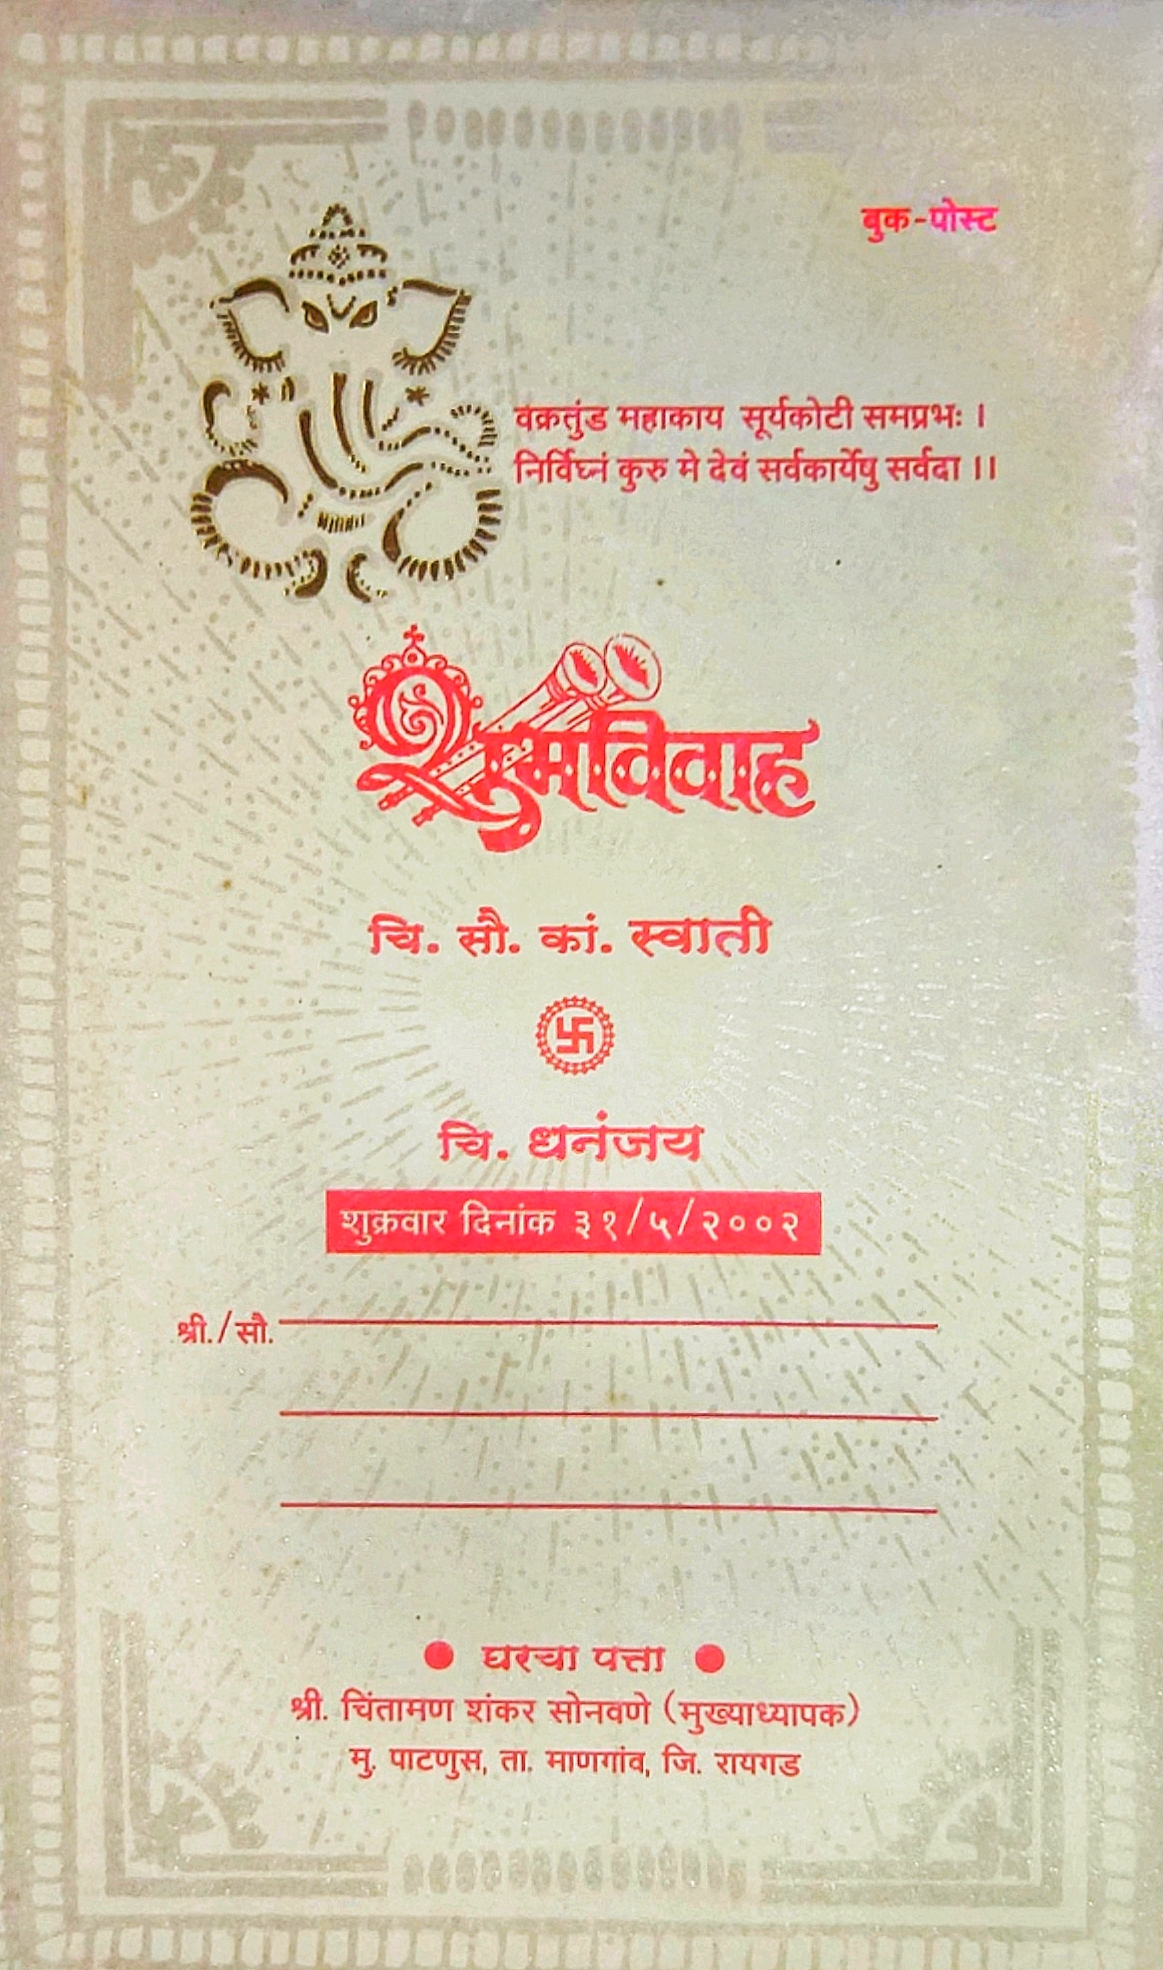 बुक-पोस्ट
वक्रतुंड महाकाय सूर्यकोटी समप्रभः ।
निर्विघ्नं कुरु मे देवं सर्वकार्येषु सर्वदा ।।
शुभविवाह
चि. सौ. कां. स्वाती
चि. धनंजय
शुक्रवार दिनांक ३१/५/२००२
श्री./सौ.
● घरचा पत्ता ●
श्री. चिंतामण शंकर सोनवणे (मुख्याध्यापक)
मु. पाटणुस, ता. माणगांव, जि. रायगड